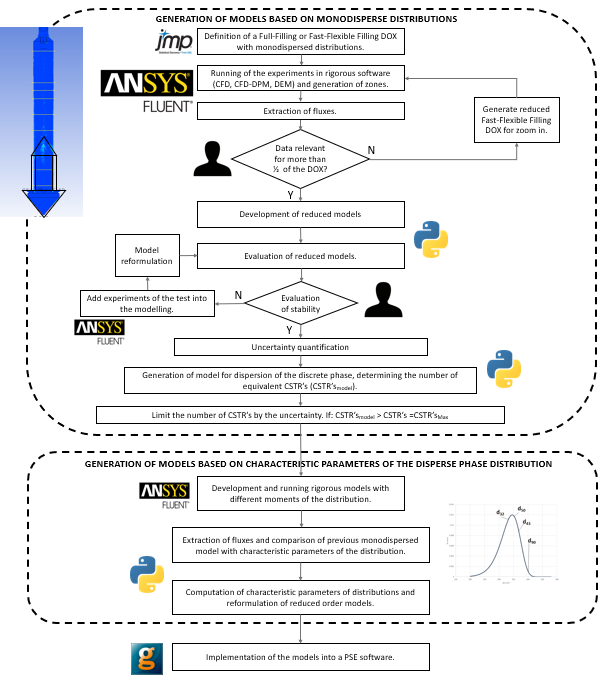 GENERATION OF MODELS BASED ON MONODISPERSE DISTRIBUTIONS
jmp
Definition of a Full-Filling or Fast-Flexible Filling DOX
with monodispersed distributions.
ANSYS
FLUENT®
Running of the experiments in rigorous software
(CFD, CFD-DPM, DEM) and generation of zones.
Extraction of fluxes.
Generate reduced
Fast-Flexible Filling
DOX for zoom in.
Data relevant
for more than
½ of the DOX?
N
Y
Development of reduced models
Model
reformulation
Evaluation of reduced models.
Add experiments of the test into
the modelling.
N
Evaluation
of stability
ANSYS
FLUENT
Y
Uncertainty quantification
Generation of model for dispersion of the discrete phase, determining the number of
equivalent CSTR's (CSTR's model).
Limit the number of CSTR's by the uncertainty. If: CSTR's model > CSTR's =CSTR's Max
GENERATION OF MODELS BASED ON CHARACTERISTIC PARAMETERS OF THE DISPERSE PHASE DISTRIBUTION
ANSYS
FLUENT
Development and running rigorous models with
different moments of the distribution.
Extraction of fluxes and comparison of previous monodispersed
model with characteristic parameters of the distribution.
Computation of characteristic parameters of distributions and
reformulation of reduced order models.
g
Implementation of the models into a PSE software.